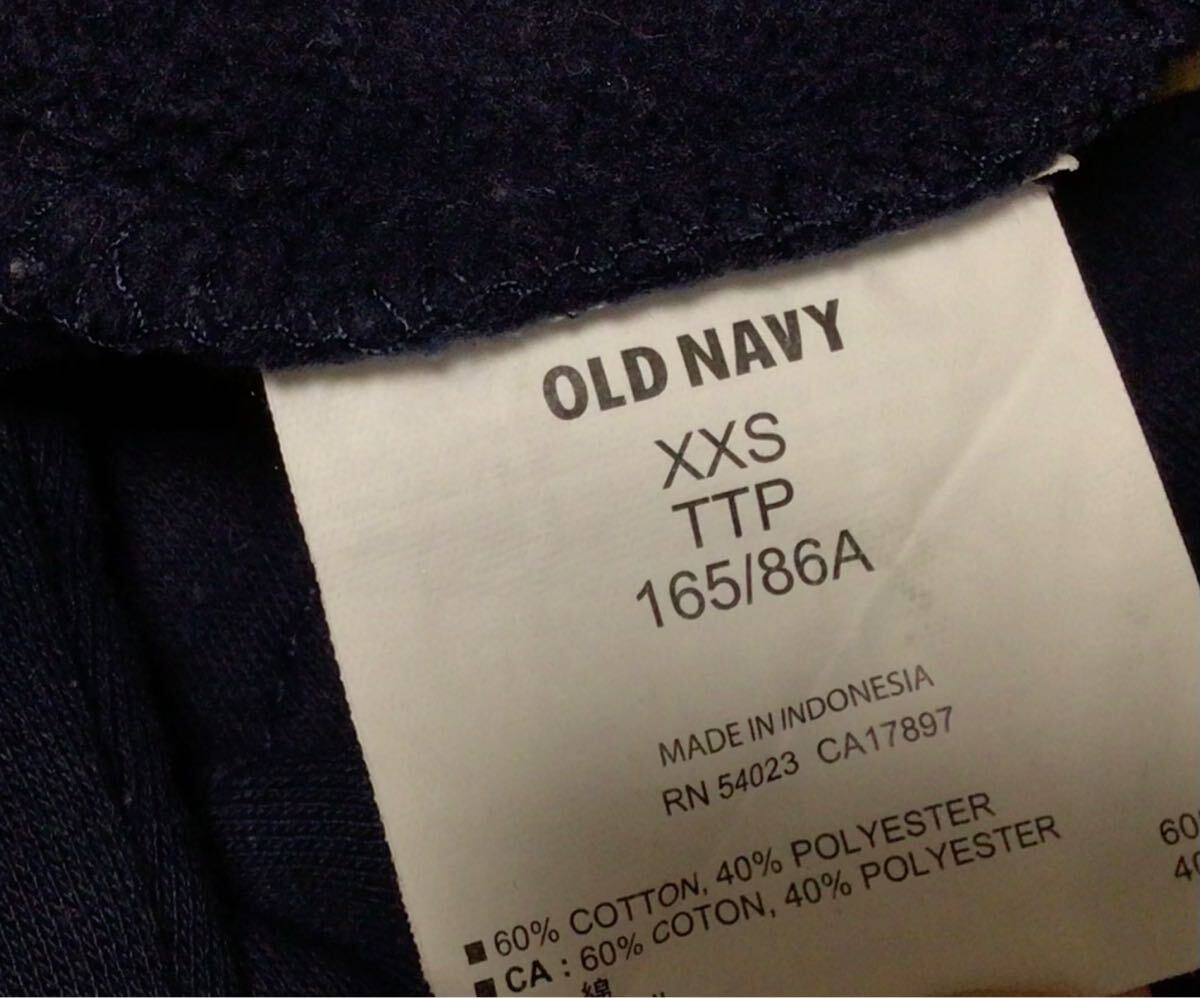 OLD NAVY
XXS
TTP
165/86A
MADE IN INDONESIA
RN 54023 CA17897
■ 60% COTTON, 40% POLYESTER
■ CA : 60% COTON, 40% POLYESTER
綿